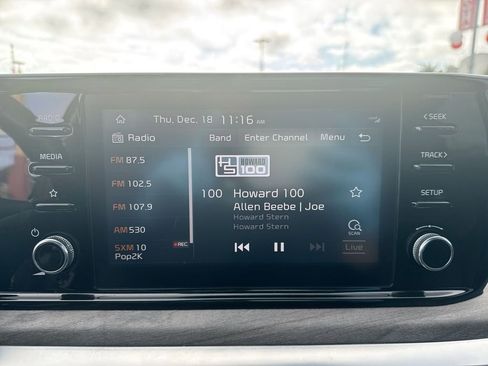 Thu, Dec. 18 11:16 AM
RADIO
Radio Band Enter Channel Menu
< SEEK
FM 87.5
HOWARD
100
MEDIA
TRACK >
FM 102.5
100 Howard 100
SETUP
FM 107.9
Allen Beebe | Joe
Howard Stern
Howard Stern
AM 530
SCAN
SXM 10
Pop2K
REC
Live